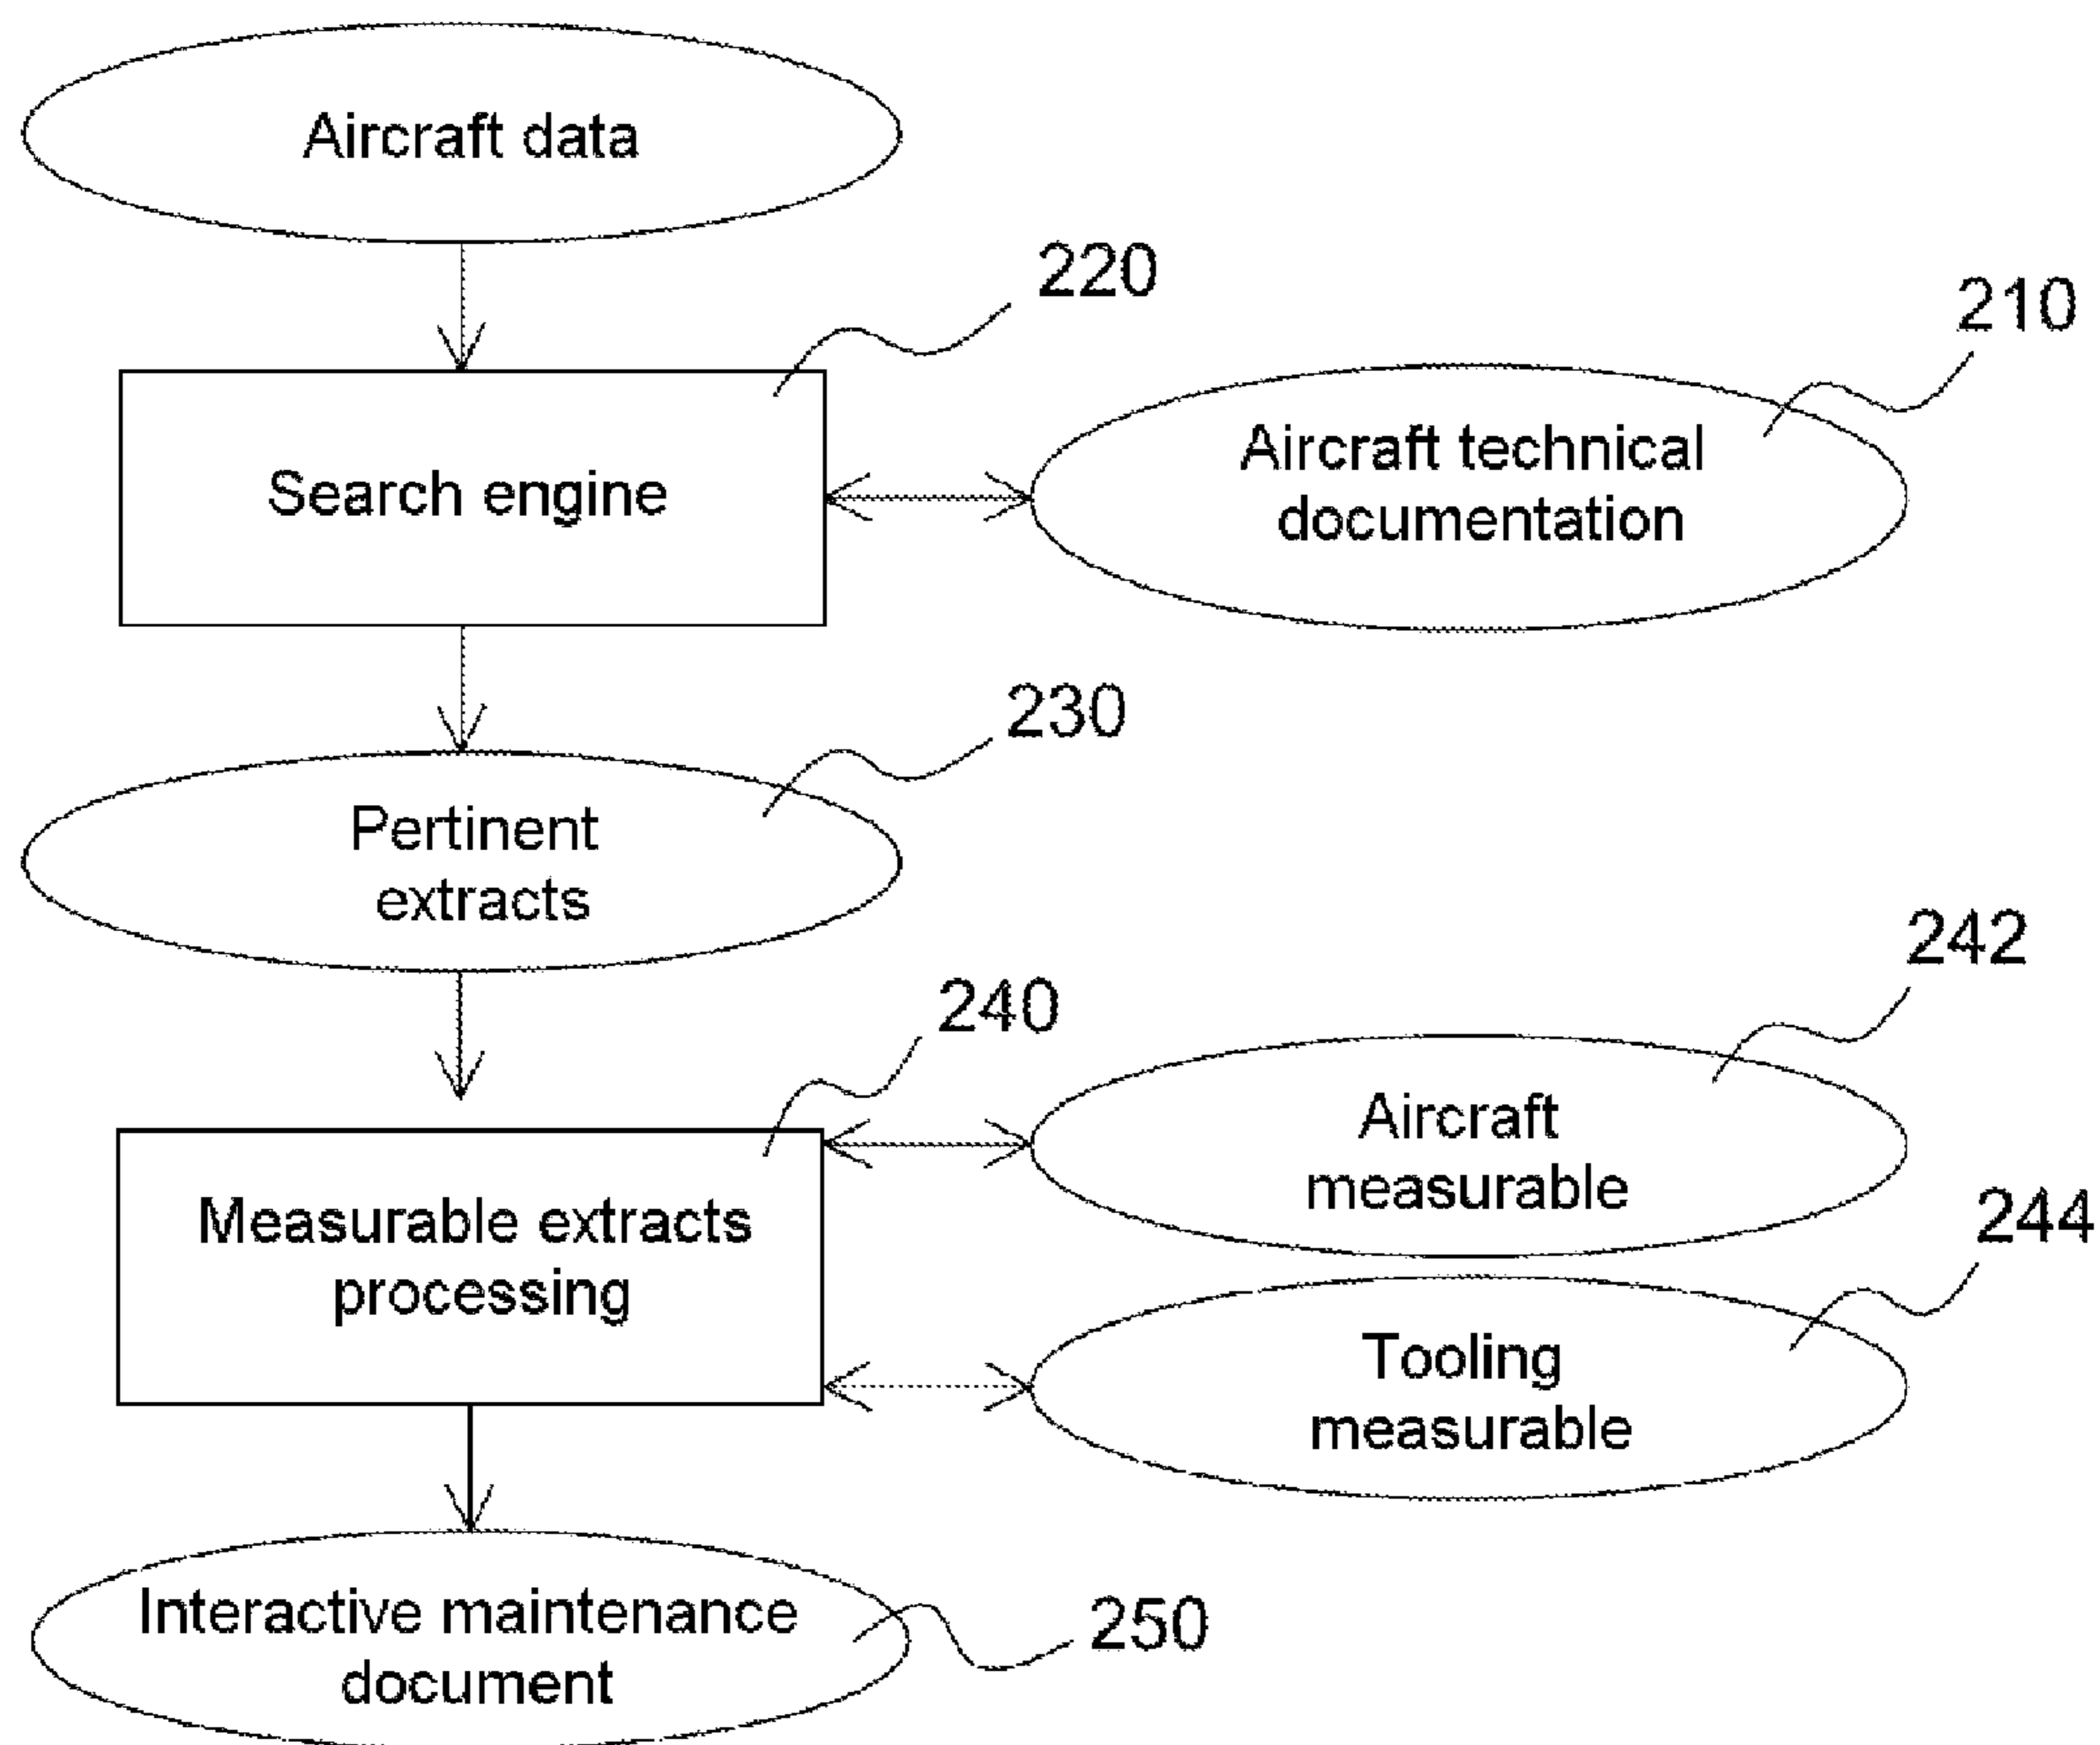 Aircraft data
220
210
Search engine
Aircraft technical
documentation
230
Pertinent
extracts
242
240
Aircraft
measurable
Measurable extracts
processing
244
Tooling
measurable
Interactive maintenance
document
250